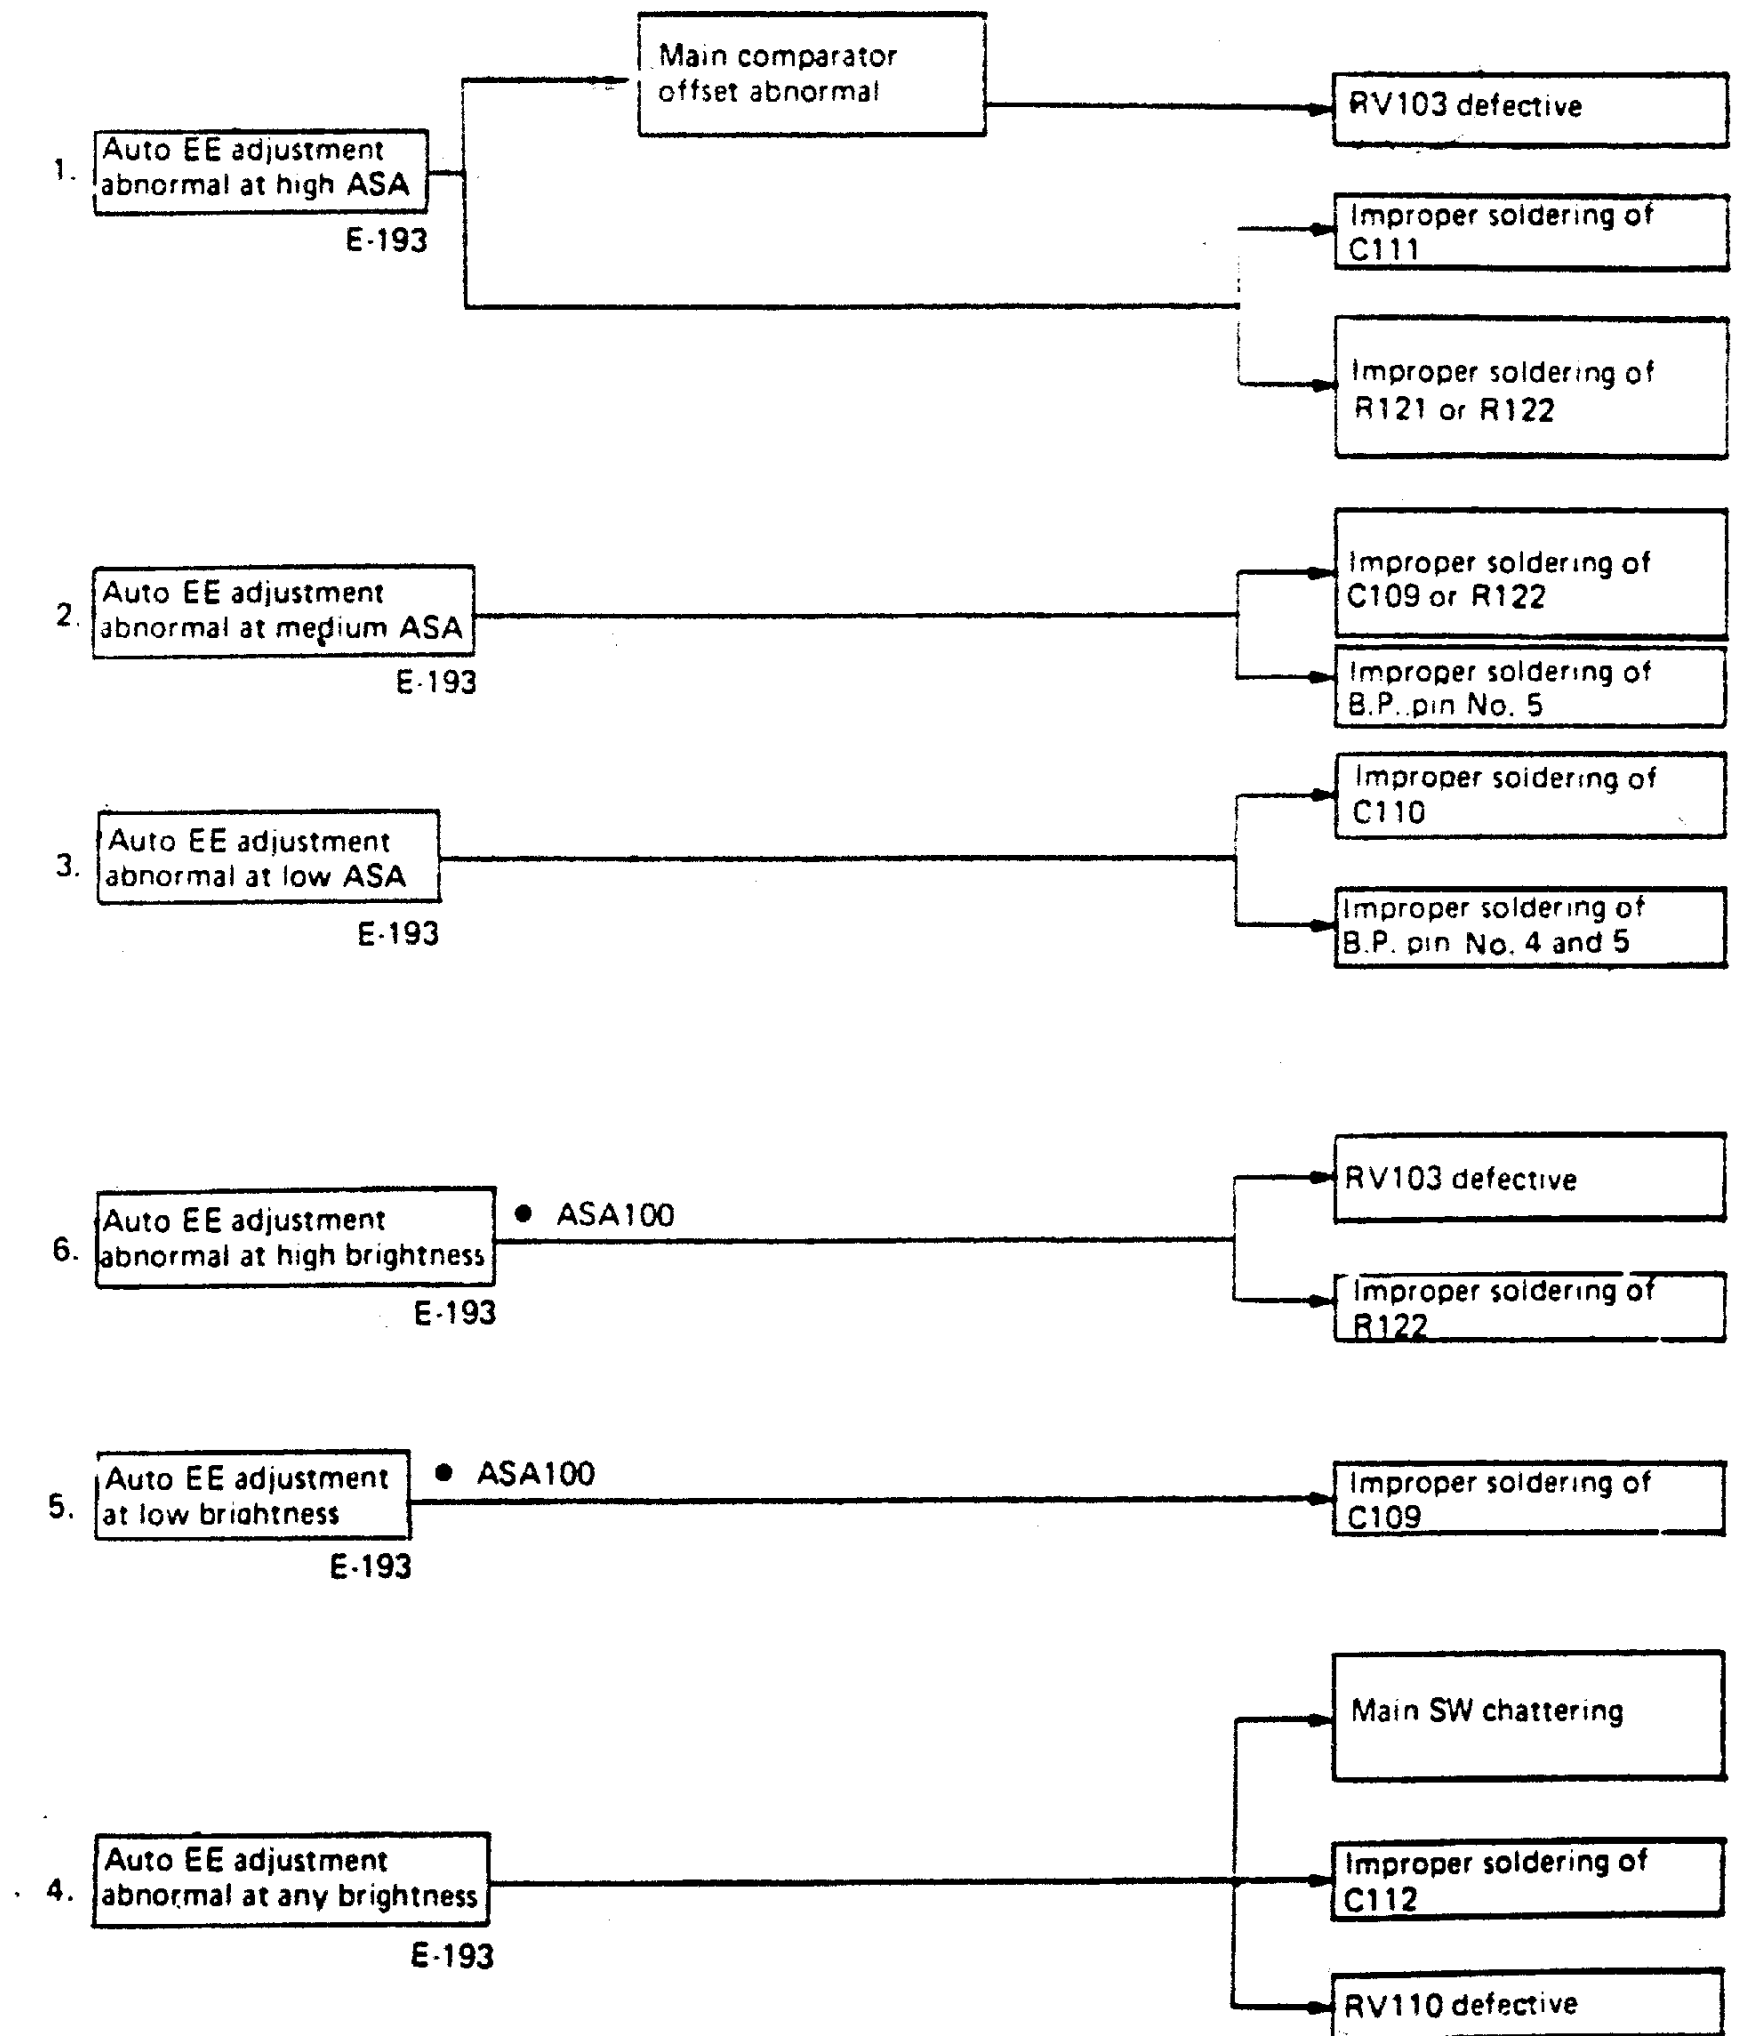 Main comparator
offset abnormal
RV103 defective
1. Auto EE adjustment
abnormal at high ASA
E-193
Improper soldering of
C111
Improper soldering of
R121 or R122
2. Auto EE adjustment
abnormal at medium ASA
E-193
Improper soldering of
C109 or R122
Improper soldering of
B.P. pin No. 5
3. Auto EE adjustment
abnormal at low ASA
E-193
Improper soldering of
C110
Improper soldering of
B.P. pin No. 4 and 5
6. Auto EE adjustment
abnormal at high brightness
● ASA100
E-193
RV103 defective
Improper soldering of
R122
5. Auto EE adjustment
at low brightness
● ASA100
E-193
Improper soldering of
C109
4. Auto EE adjustment
abnormal at any brightness
E-193
Main SW chattering
Improper soldering of
C112
RV110 defective